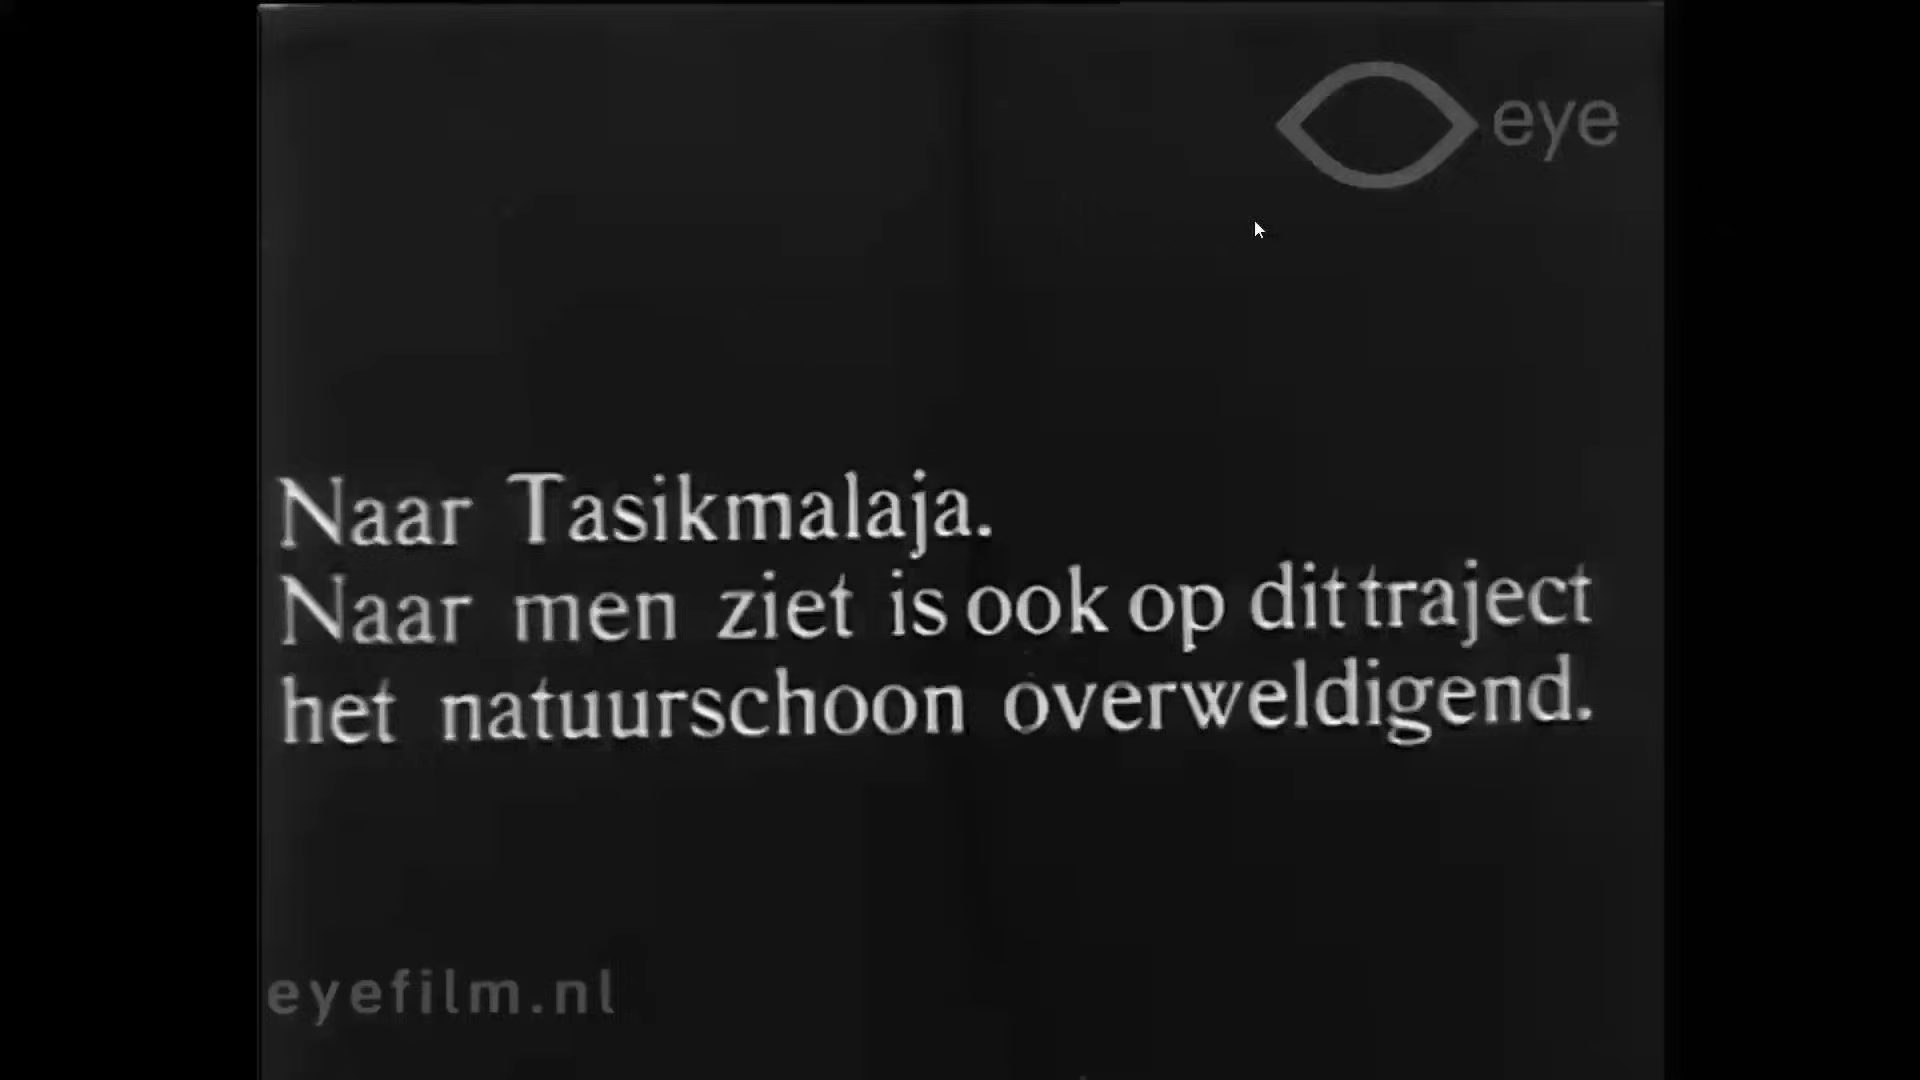 eye
Naar Tasikmalaja.
Naar men ziet is ook op dit traject
het natuurschoon overweldigend.
eyefilm.nl